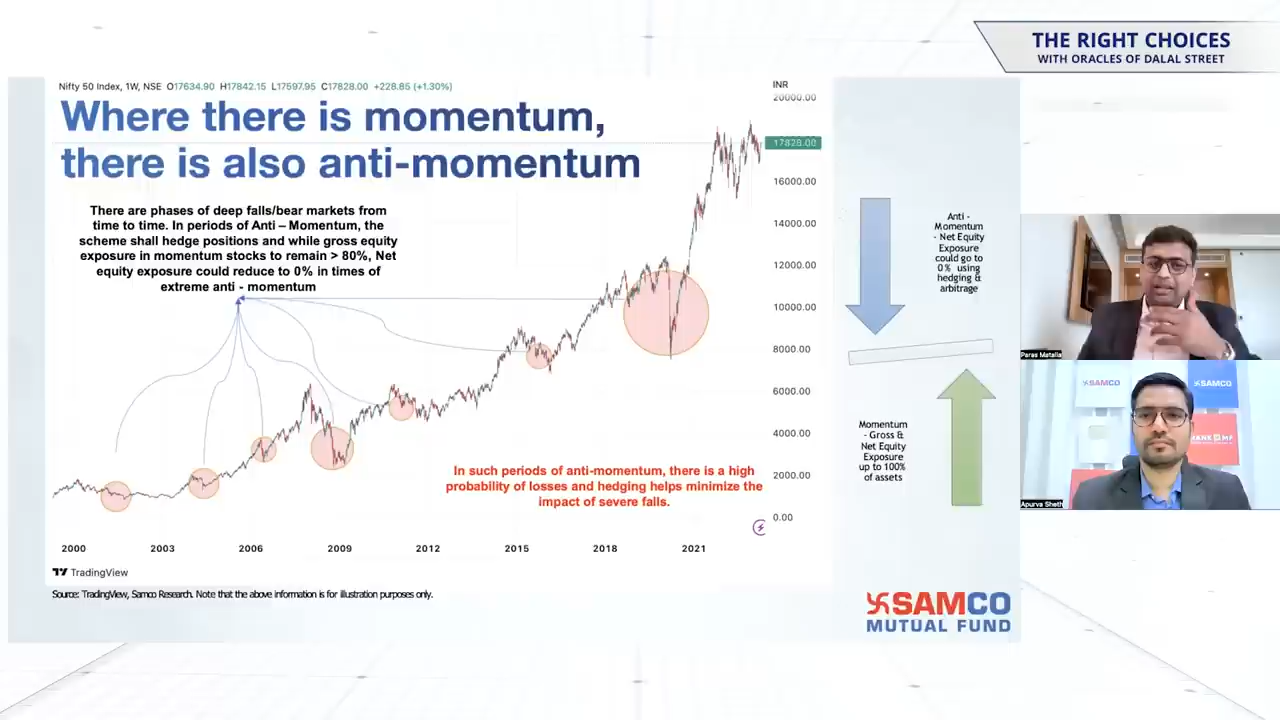 THE RIGHT CHOICES
WITH ORACLES OF DALAL STREET
Nifty 50 Index, 1W, NSE O17634.90 H17842.15 L17597.95 C17828.00 +228.85 (+1.30%)
INR
Where there is momentum,
there is also anti-momentum
There are phases of deep falls/bear markets from
time to time. In periods of Anti – Momentum, the
scheme shall hedge positions and while gross equity
exposure in momentum stocks to remain > 80%, Net
equity exposure could reduce to 0% in times of
extreme anti - momentum
20000.00
17828.00
16000.00
14000.00
12000.00
10000.00
8000.00
6000.00
4000.00
2000.00
0.00
In such periods of anti-momentum, there is a high
probability of losses and hedging helps minimize the
impact of severe falls.
2000 2003 2006 2009 2012 2015 2018 2021
TradingView
Source: TradingView, Samco Research. Note that the above information is for illustration purposes only.
Anti -
Momentum
- Net Equity
Exposure
could go to
0% using
hedging &
arbitrage
Momentum
- Gross &
Net Equity
Exposure
up to 100%
of assets
SAMCO
MUTUAL FUND
Paras Matalia
SAMCO
SAMCO
Apurva Sheth